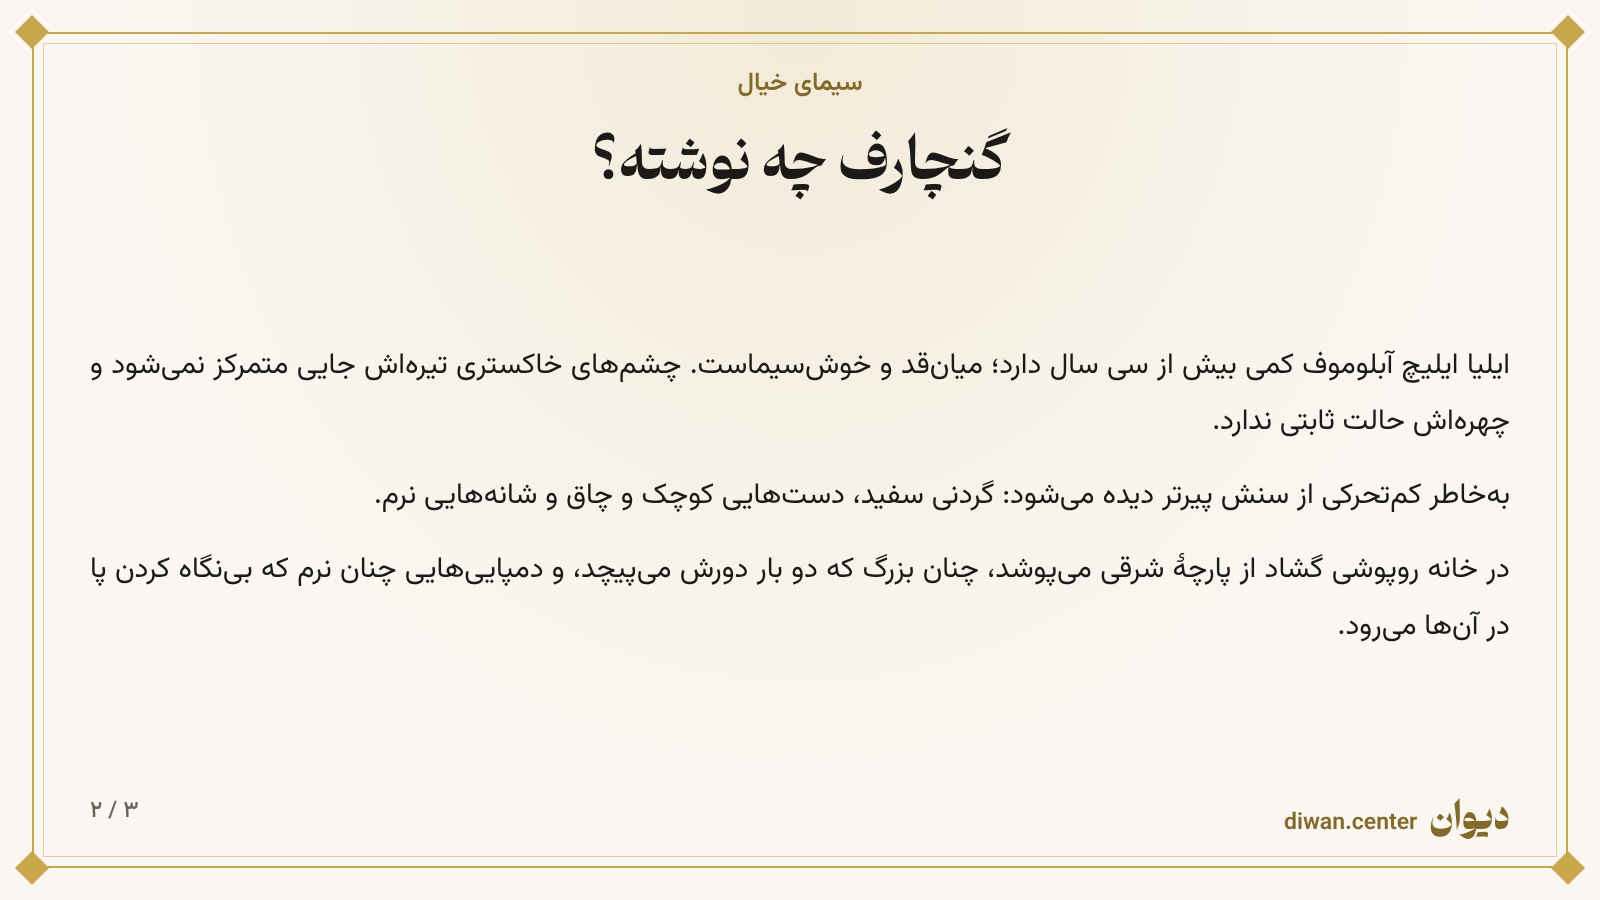 سیمای خیال
گنچارف چه نوشته؟
ایلیا ایلیچ آبلوموف کمی بیش از سی سال دارد؛ میان‌قد و خوش‌سیماست. چشم‌های خاکستری تیره‌اش جایی متمرکز نمی‌شود و
چهره‌اش حالت ثابتی ندارد.
به‌خاطر کم‌تحرکی از سنش پیرتر دیده می‌شود: گردنی سفید، دست‌هایی کوچک و چاق و شانه‌هایی نرم.
در خانه روپوشی گشاد از پارچهٔ شرقی می‌پوشد، چنان بزرگ که دو بار دورش می‌پیچد، و دمپایی‌هایی چنان نرم که بی‌نگاه کردن پا
در آن‌ها می‌رود.
دیوان diwan.center
۲ / ۳